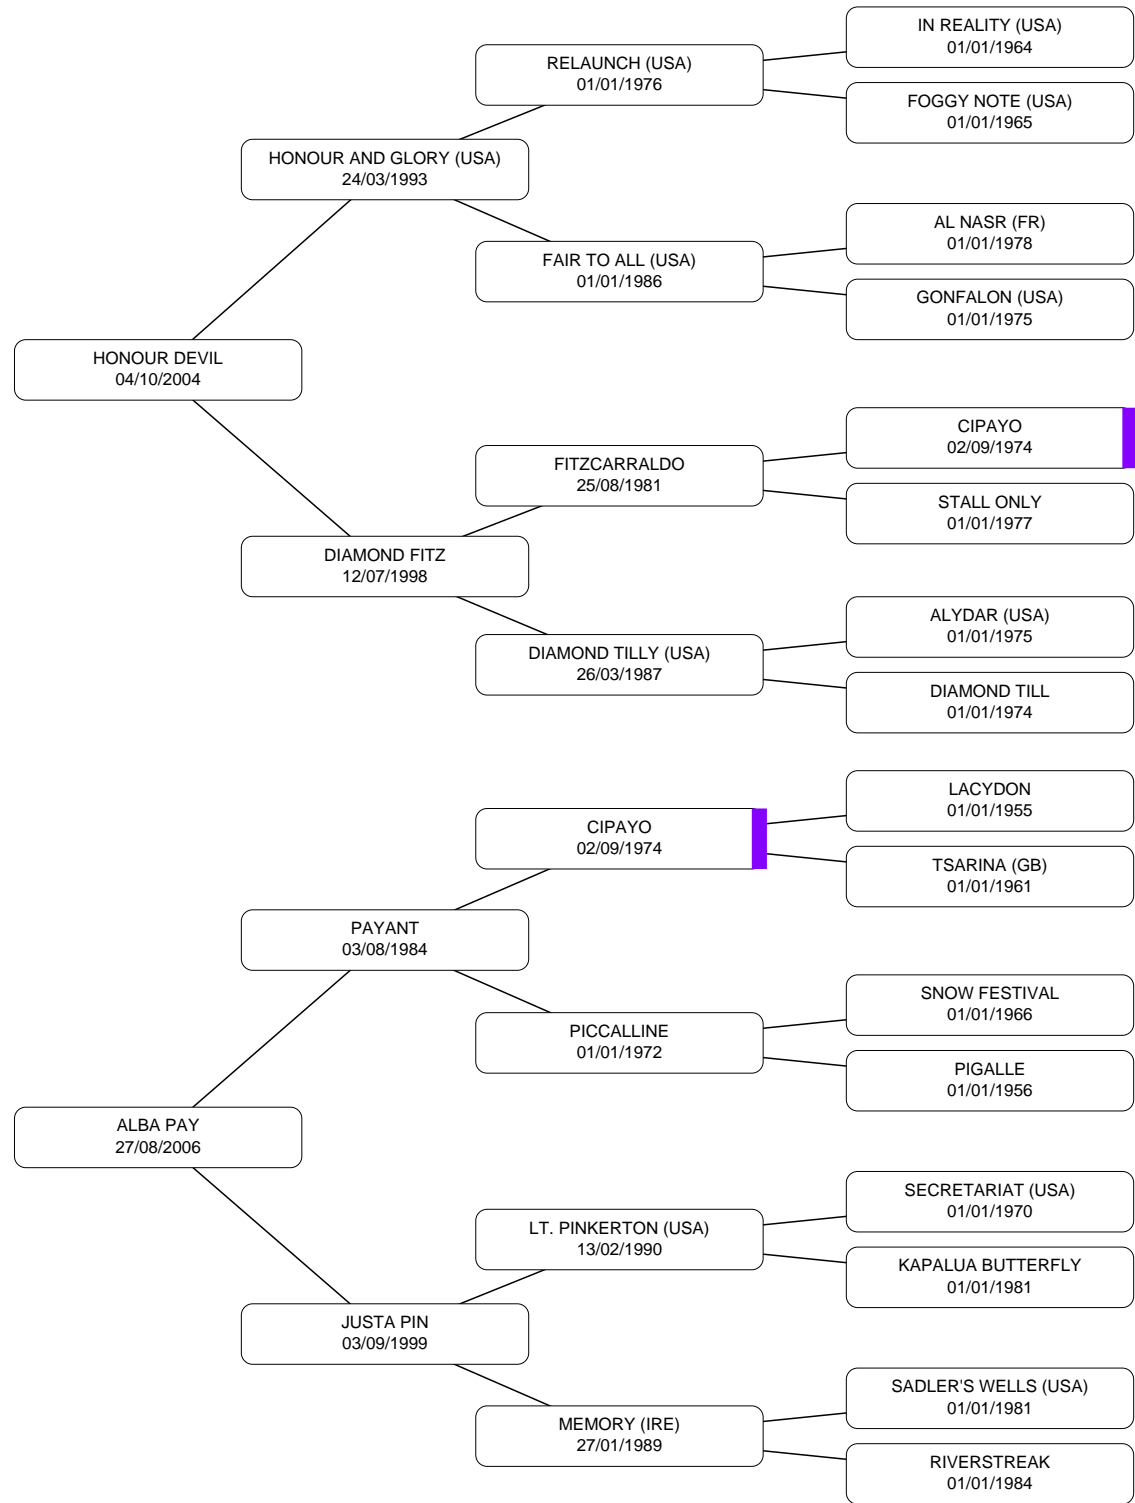 IN REALITY (USA)
01/01/1964
RELAUNCH (USA)
01/01/1976
FOGGY NOTE (USA)
01/01/1965
HONOUR AND GLORY (USA)
24/03/1993
AL NASR (FR)
01/01/1978
FAIR TO ALL (USA)
01/01/1986
GONFALON (USA)
01/01/1975
HONOUR DEVIL
04/10/2004
CIPAYO
02/09/1974
FITZCARRALDO
25/08/1981
STALL ONLY
01/01/1977
DIAMOND FITZ
12/07/1998
ALYDAR (USA)
01/01/1975
DIAMOND TILLY (USA)
26/03/1987
DIAMOND TILL
01/01/1974
LACYDON
01/01/1955
CIPAYO
02/09/1974
TSARINA (GB)
01/01/1961
PAYANT
03/08/1984
SNOW FESTIVAL
01/01/1966
PICCALLINE
01/01/1972
PIGALLE
01/01/1956
ALBA PAY
27/08/2006
SECRETARIAT (USA)
01/01/1970
LT. PINKERTON (USA)
13/02/1990
KAPALUA BUTTERFLY
01/01/1981
JUSTA PIN
03/09/1999
SADLER'S WELLS (USA)
01/01/1981
MEMORY (IRE)
27/01/1989
RIVERSTREAK
01/01/1984